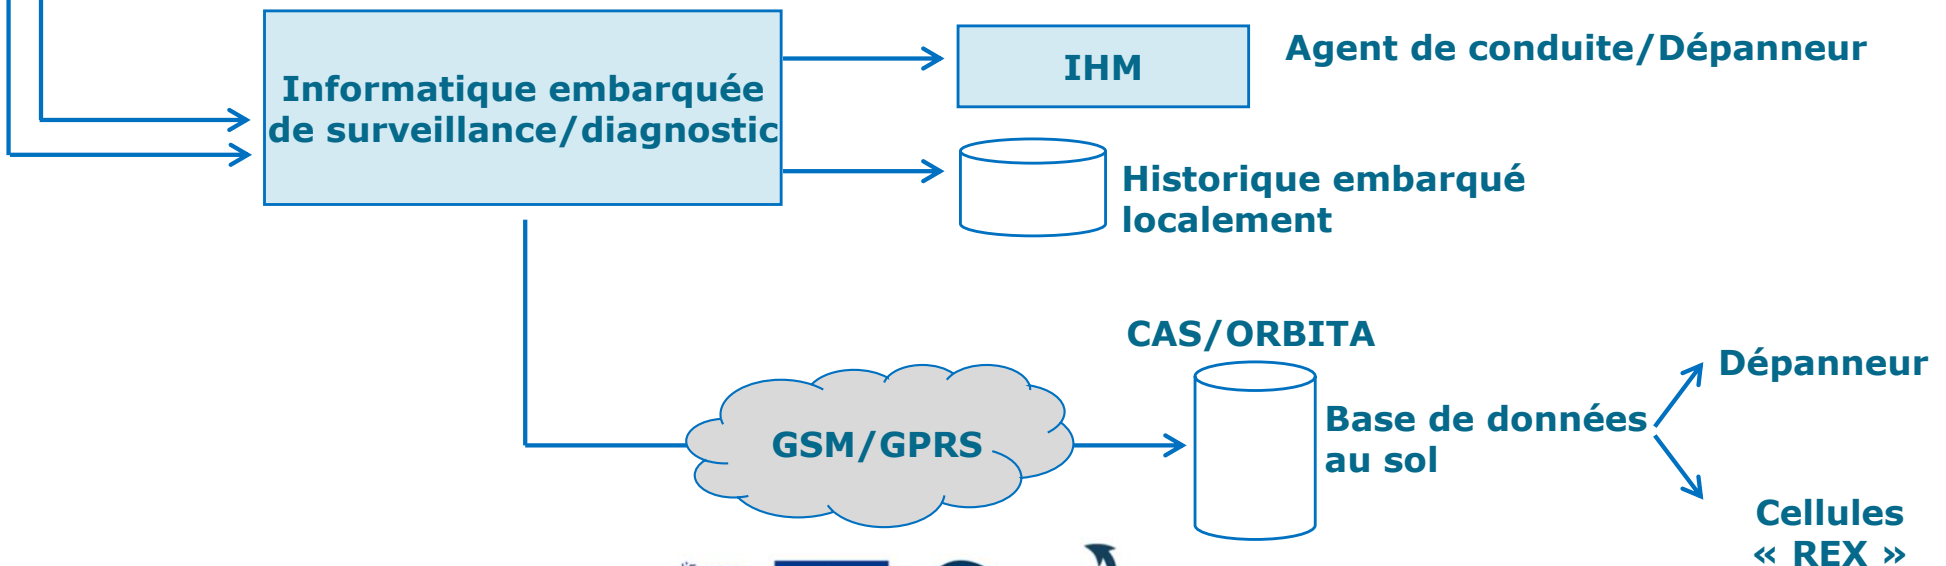 Informatique embarquée
de surveillance/diagnostic
IHM
Agent de conduite/Dépanneur
Historique embarqué
localement
CAS/ORBITA
GSM/GPRS
Base de données
au sol
Dépanneur
Cellules
« REX »